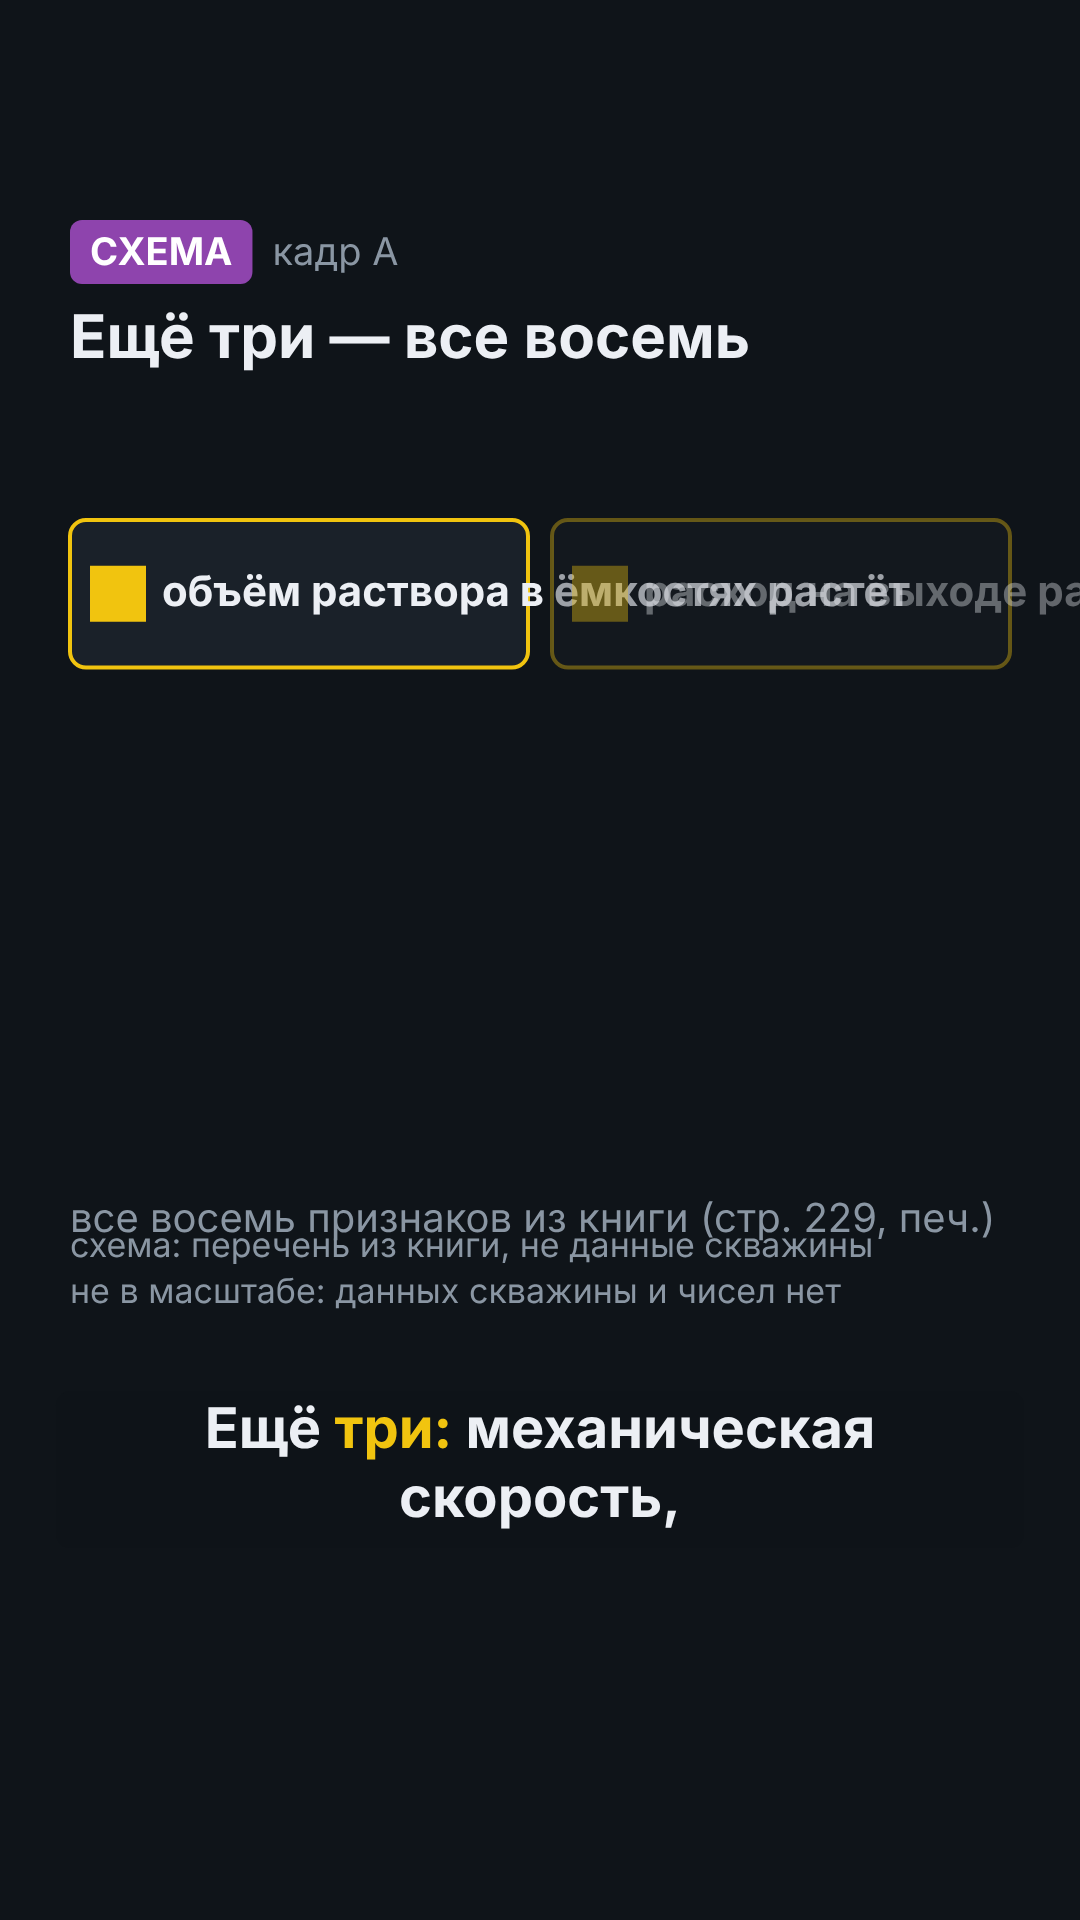 СХЕМА кадр А
Ещё три — все восемь
объём раствора в ёмкостях растёт
выходе
все восемь признаков из книги (стр. 229, печ.)
схема: перечень из книги, не данные скважины
не в масштабе: данных скважины и чисел нет
Ещё три: механическая
скорость,